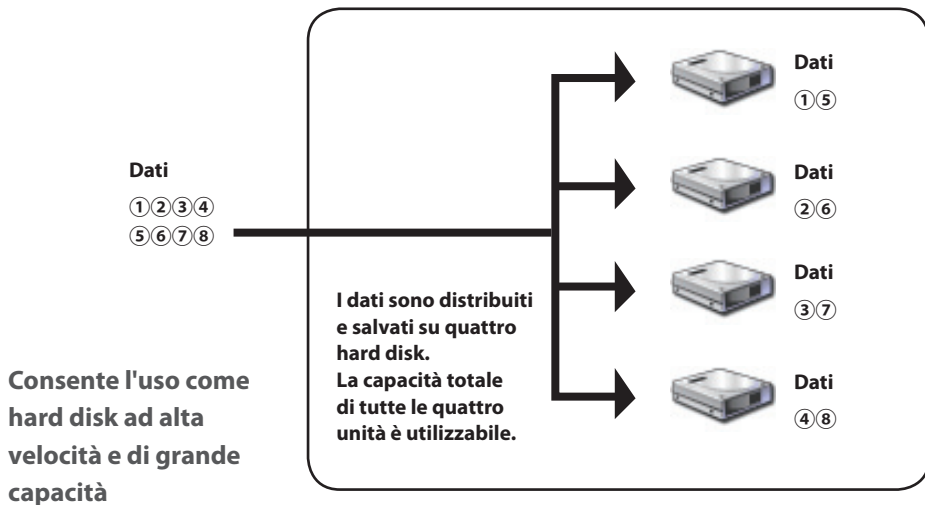 Dati
①②③④
⑤⑥⑦⑧
Consente l'uso come
hard disk ad alta
velocità e di grande
capacità
I dati sono distribuiti
e salvati su quattro
hard disk.
La capacità totale
di tutte le quattro
unità è utilizzabile.
Dati
①⑤
Dati
②⑥
Dati
③⑦
Dati
④⑧